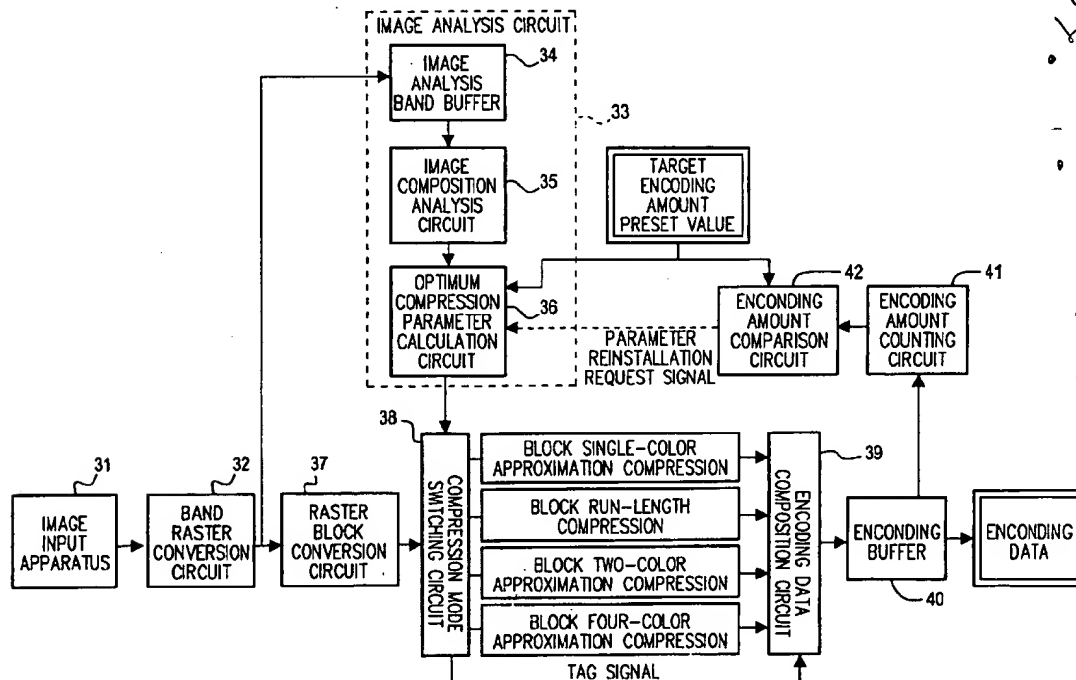 IMAGE ANALYSIS CIRCUIT
34
IMAGE
ANALYSIS
BAND BUFFER
33
35
IMAGE
COMPOSITION
ANALYSIS
CIRCUIT
TARGET
ENCODING
AMOUNT
PRESET VALUE
36
OPTIMUM
COMPRESSION
PARAMETER
CALCULATION
CIRCUIT
42
ENCONDING
AMOUNT
COMPARISON
CIRCUIT
41
ENCODING
AMOUNT
COUNTING
CIRCUIT
PARAMETER
REINSTALLATION
REQUEST SIGNAL
31
IMAGE
INPUT
APPARATUS
32
BAND
RASTER
CONVERSION
CIRCUIT
37
RASTER
BLOCK
CONVERSION
CIRCUIT
38
COMPRESSION MODE
SWITCHING CIRCUIT
BLOCK SINGLE-COLOR
APPROXIMATION COMPRESSION
BLOCK RUN-LENGTH
COMPRESSION
BLOCK TWO-COLOR
APPROXIMATION COMPRESSION
BLOCK FOUR-COLOR
APPROXIMATION COMPRESSION
TAG SIGNAL
39
ENCODING DATA
COMPOSITION CIRCUIT
ENCONDING
BUFFER
40
ENCONDING
DATA